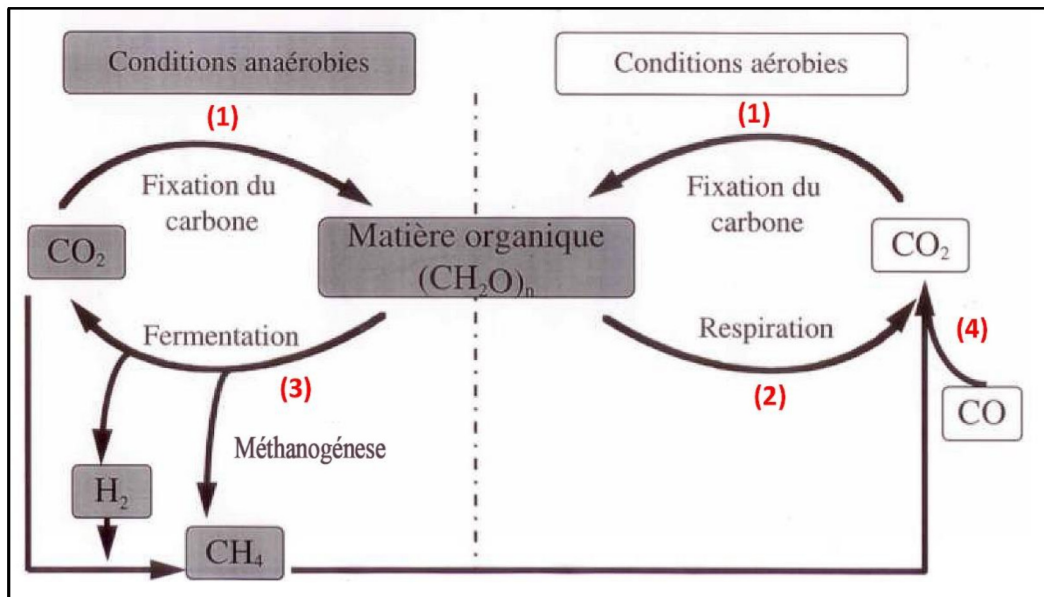 Conditions anaérobies
Conditions aérobies
(1)
(1)
Fixation du
carbone
Fixation du
carbone
CO₂
Matière organique
(CH₂O)ₙ
CO₂
Fermentation
Respiration
(4)
(3)
(2)
CO
Méthanogénese
H₂
CH₄